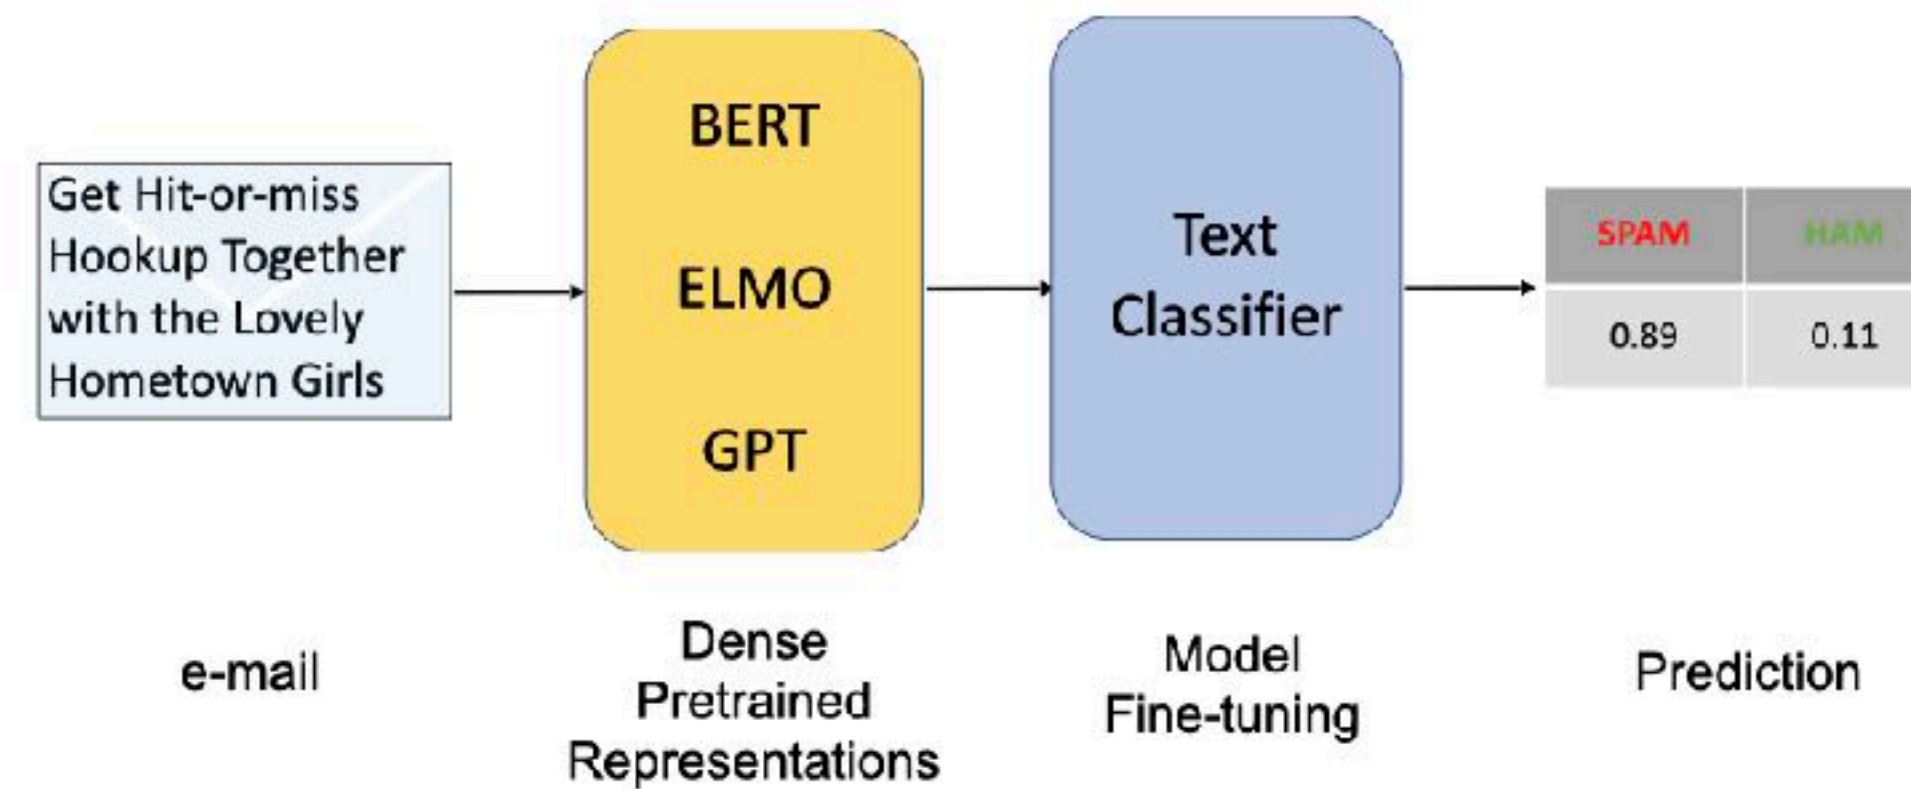 Get Hit-or-miss
Hookup Together
with the Lovely
Hometown Girls
BERT
ELMO
GPT
Text
Classifier
SPAM HAM
0.89 0.11
e-mail
Dense
Pretrained
Representations
Model
Fine-tuning
Prediction